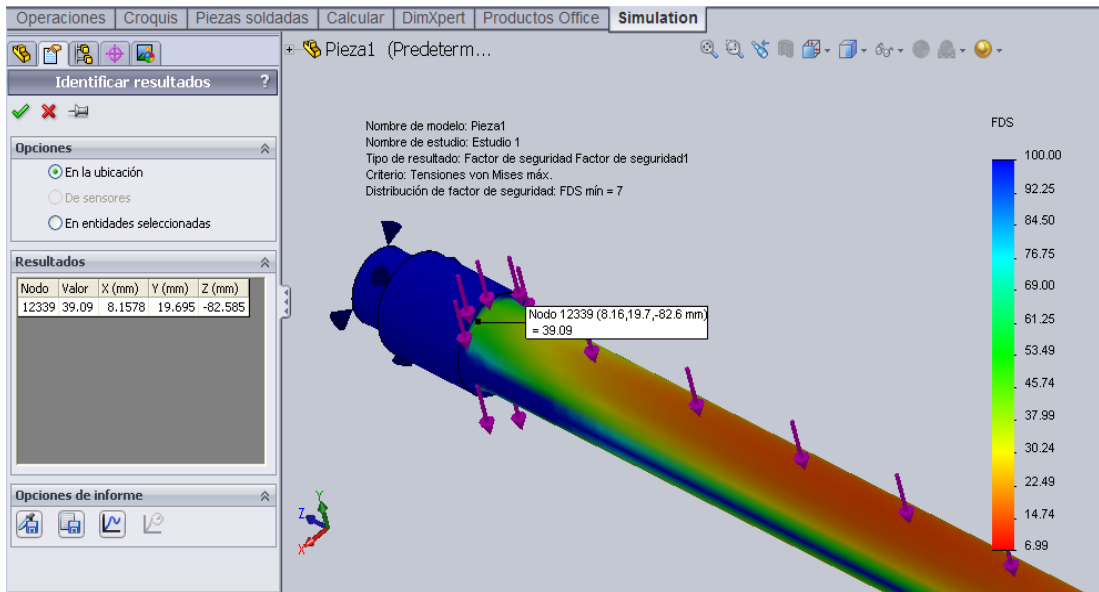 Operaciones Croquis Piezas soldadas Calcular DimXpert Productos Office Simulation
Identificar resultados ?
Opciones
En la ubicación
De sensores
En entidades seleccionadas
Resultados
Nodo Valor X (mm) Y (mm) Z (mm)
12339 39.09 8.1578 19.695 -82.585
Opciones de informe
Pieza1 (Predeterm...
Nombre de modelo: Pieza1
Nombre de estudio: Estudio 1
Tipo de resultado: Factor de seguridad Factor de seguridad1
Criterio: Tensiones von Mises máx.
Distribución de factor de seguridad: FDS mín = 7
Nodo 12339 (8.16,19.7,-82.6 mm)
= 39.09
Y
Z
X
FDS
100.00
92.25
84.50
76.75
69.00
61.25
53.49
45.74
37.99
30.24
22.49
14.74
6.99